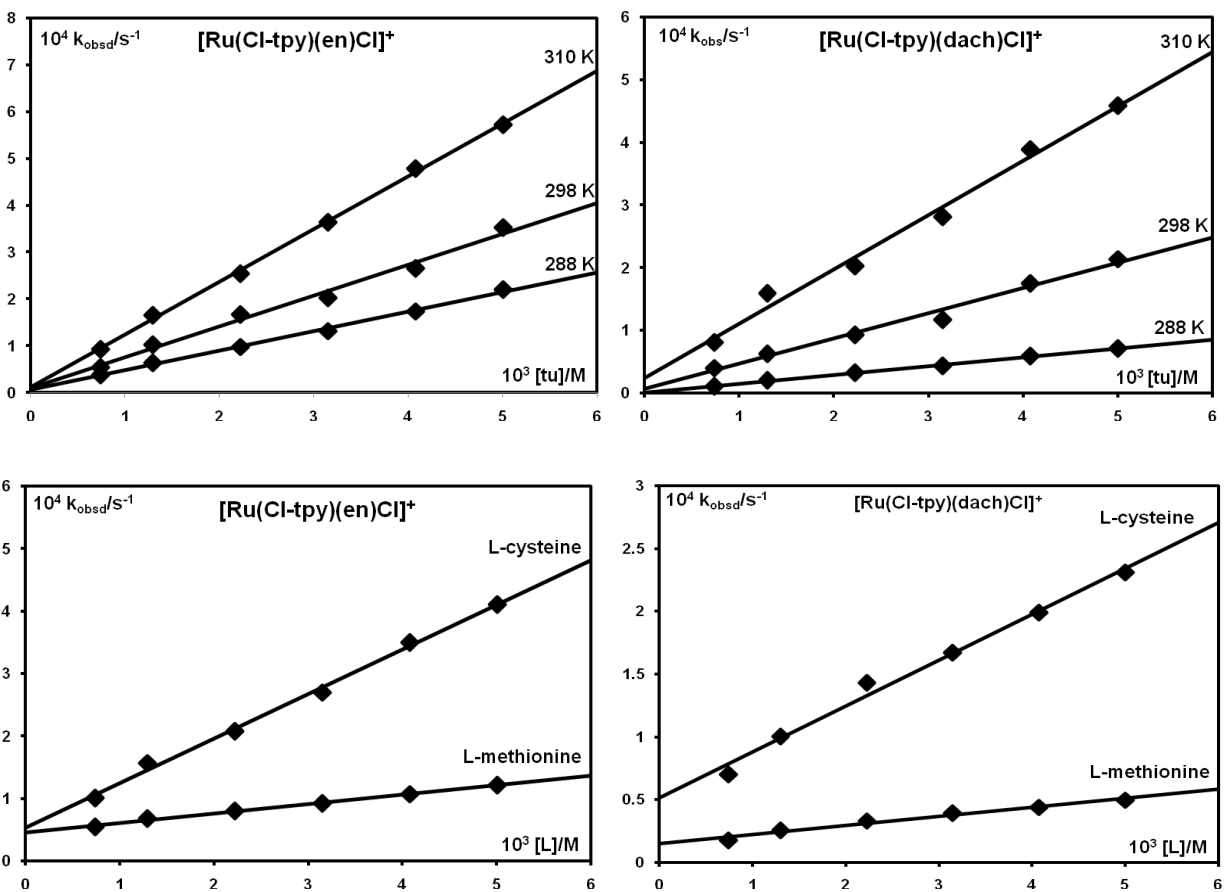 10⁴ k_obsd/s⁻¹ [Ru(Cl-tpy)(en)Cl]⁺
8
7
6
5
4
3
2
1
0
310 K
298 K
288 K
10³ [tu]/M
0 1 2 3 4 5 6
10⁴ k_obs/s⁻¹ [Ru(Cl-tpy)(dach)Cl]⁺
6
5
4
3
2
1
0
310 K
298 K
288 K
10³ [tu]/M
0 1 2 3 4 5 6
10⁴ k_obsd/s⁻¹ [Ru(Cl-tpy)(en)Cl]⁺
6
5
4
3
2
1
0
L-cysteine
L-methionine
10³ [L]/M
0 1 2 3 4 5 6
10⁴ k_obsd/s⁻¹ [Ru(Cl-tpy)(dach)Cl]⁺
3
2.5
2
1.5
1
0.5
0
L-cysteine
L-methionine
10³ [L]/M
0 1 2 3 4 5 6